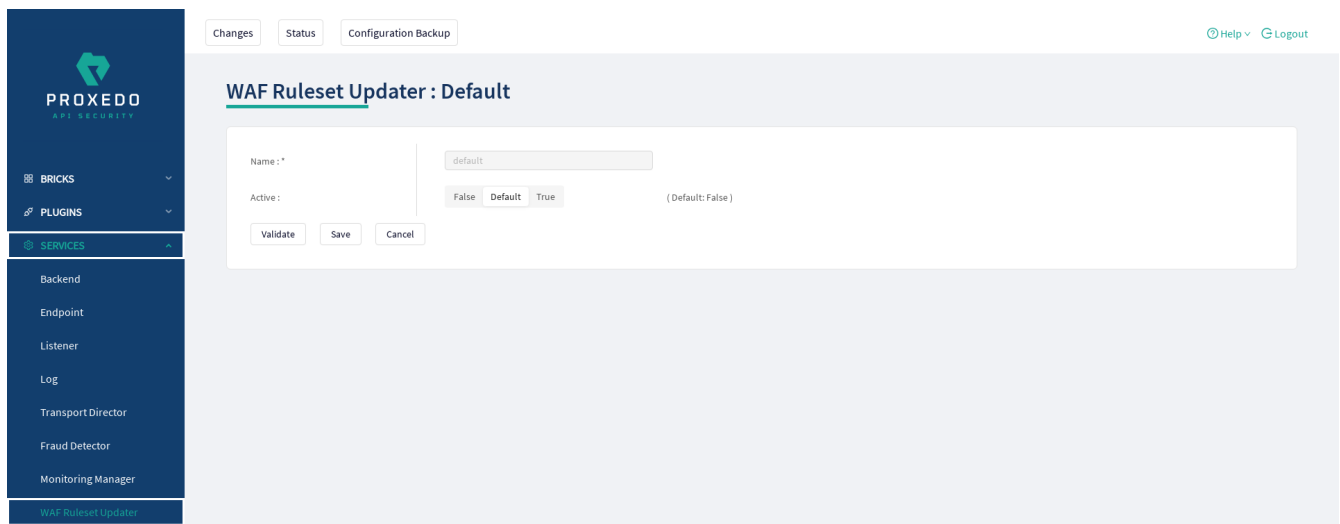 PROXEDO
API SECURITY
BRICKS
PLUGINS
SERVICES
Backend
Endpoint
Listener
Log
Transport Director
Fraud Detector
Monitoring Manager
WAF Ruleset Updater
Changes Status Configuration Backup Help Logout
WAF Ruleset Updater : Default
Name : * default
Active : False Default True ( Default: False )
Validate Save Cancel